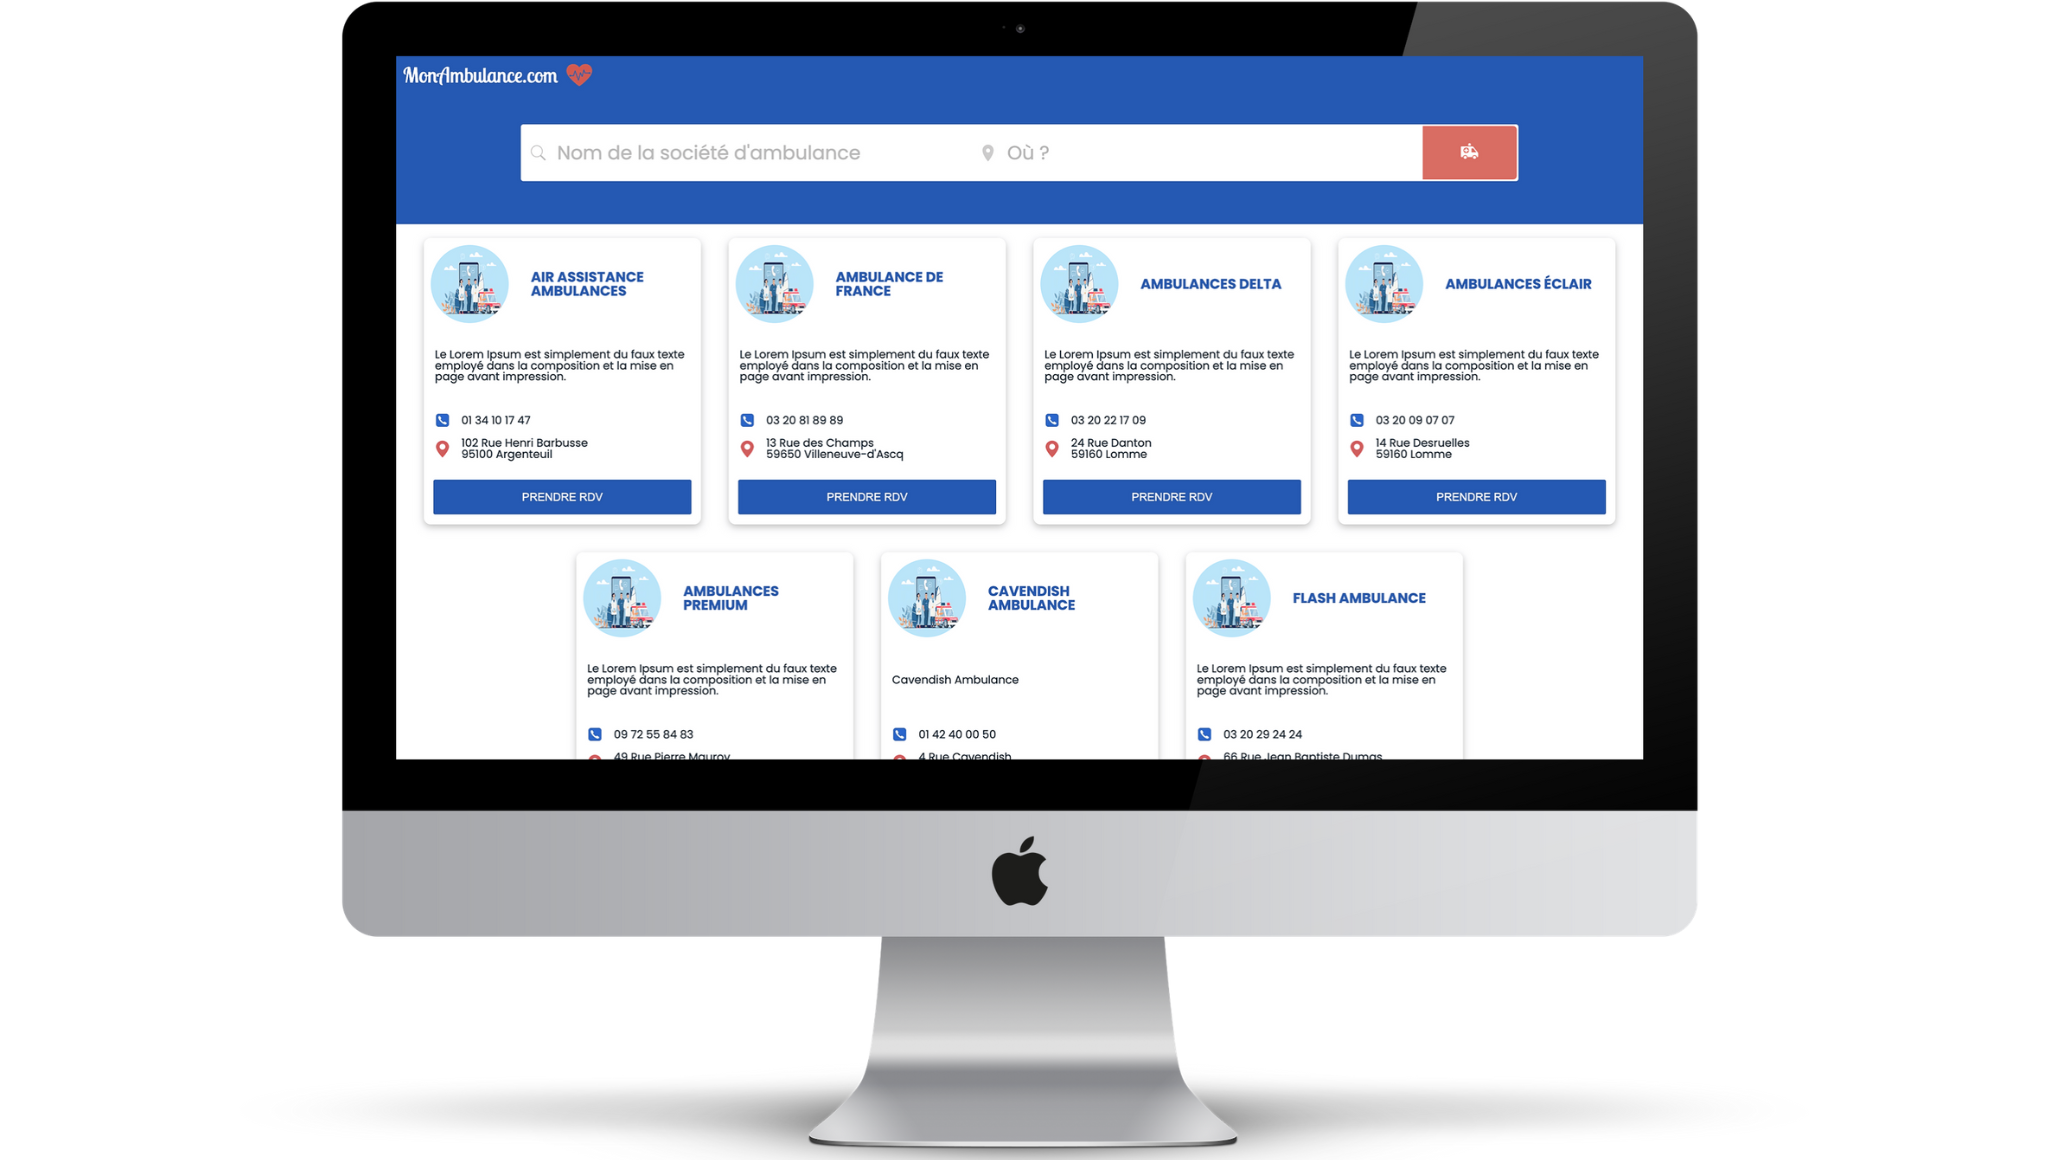 MonAmbulance.com
Nom de la société d'ambulance
Où ?
AIR ASSISTANCE
AMBULANCES
Le Lorem Ipsum est simplement du faux texte
employé dans la composition et la mise en
page avant impression.
01 34 10 17 47
102 Rue Henri Barbusse
95100 Argenteuil
PRENDRE RDV
AMBULANCE DE
FRANCE
Le Lorem Ipsum est simplement du faux texte
employé dans la composition et la mise en
page avant impression.
03 20 81 89 89
13 Rue des Champs
59650 Villeneuve-d'Ascq
PRENDRE RDV
AMBULANCES DELTA
Le Lorem Ipsum est simplement du faux texte
employé dans la composition et la mise en
page avant impression.
03 20 22 17 09
24 Rue Danton
59160 Lomme
PRENDRE RDV
AMBULANCES ÉCLAIR
Le Lorem Ipsum est simplement du faux texte
employé dans la composition et la mise en
page avant impression.
03 20 09 07 07
14 Rue Desruelles
59160 Lomme
PRENDRE RDV
AMBULANCES
PREMIUM
Le Lorem Ipsum est simplement du faux texte
employé dans la composition et la mise en
page avant impression.
09 72 55 84 83
49 Rue Pierre Mauroy
CAVENDISH
AMBULANCE
Cavendish Ambulance
01 42 40 00 50
4 Rue Cavendish
FLASH AMBULANCE
Le Lorem Ipsum est simplement du faux texte
employé dans la composition et la mise en
page avant impression.
03 20 29 24 24
66 Rue Jean Baptiste Dumas